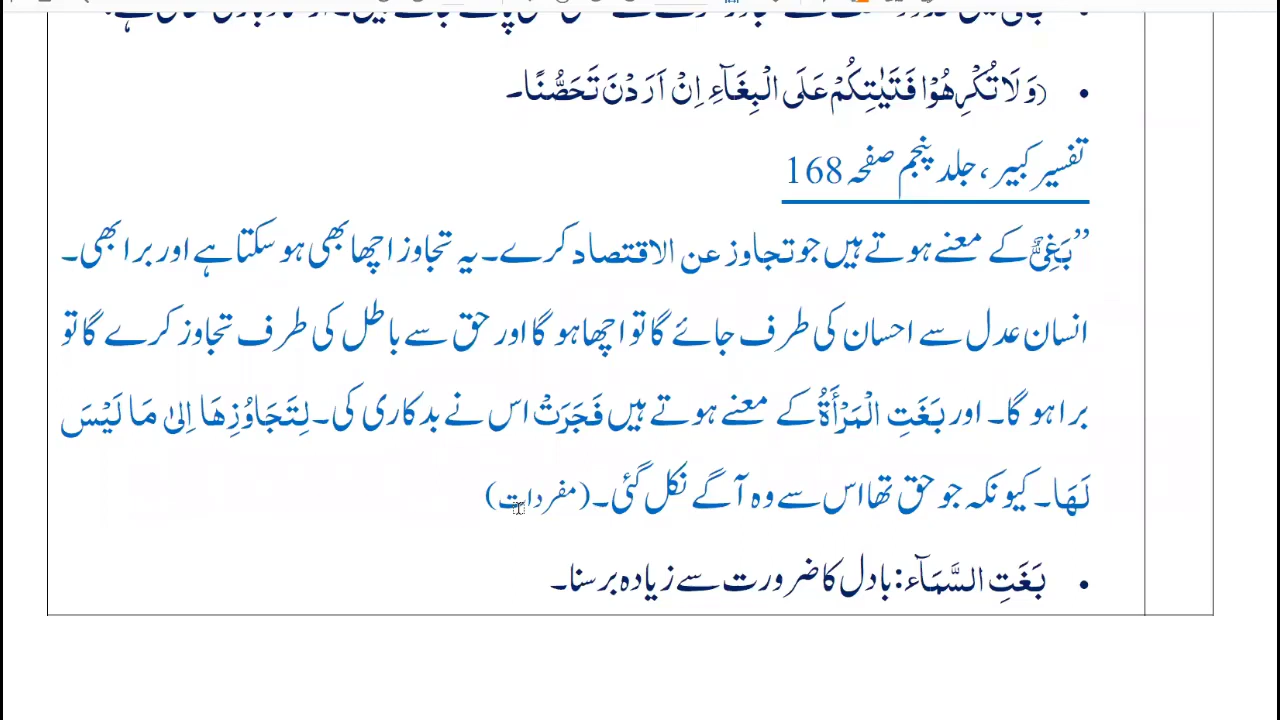 (وَلَا تُكْرِهُوْا فَتَيٰتِكُمْ عَلَى الْبِغَآءِ اِنْ اَرَدْنَ تَحَصُّنًا۔
تفسیر کبیر، جلد پنجم صفحہ 168
”بَغِیٌّ کے معنے ہوتے ہیں جو تجاوز عن الاقتصاد کرے۔ یہ تجاوز اچھا بھی ہو سکتا ہے اور برا بھی۔
انسان عدل سے احسان کی طرف جائے گا تو اچھا ہو گا اور حق سے باطل کی طرف تجاوز کرے گا تو
برا ہو گا۔ اور بَغَتِ الْمَرْأَةُ کے معنے ہوتے ہیں فَجَرَتْ اس نے بدکاری کی۔ لِتَجَاوُزِهَا اِلىٰ مَا لَيْسَ
لَهَا۔ کیونکہ جو حق تھا اس سے وہ آگے نکل گئی۔ (مفردات)
بَغَتِ السَّمَآء: بادل کا ضرورت سے زیادہ برسنا۔